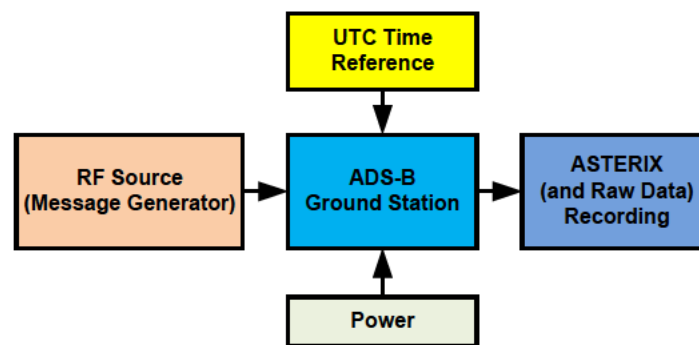 UTC Time
Reference
RF Source
(Message Generator)
ADS-B
Ground Station
ASTERIX
(and Raw Data)
Recording
Power